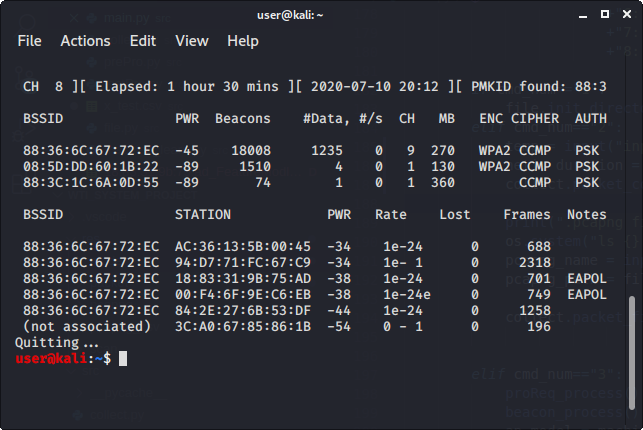 user@kali: ~
File Actions Edit View Help
CH 8 ][ Elapsed: 1 hour 30 mins ][ 2020-07-10 20:12 ][ PMKID found: 88:3
BSSID PWR Beacons #Data, #/s CH MB ENC CIPHER AUTH
88:36:6C:67:72:EC -45 18008 1235 0 9 270 WPA2 CCMP PSK
08:5D:DD:60:1B:22 -89 1510 4 0 1 130 WPA2 CCMP PSK
88:3C:1C:6A:0D:55 -89 74 1 0 1 360 CCMP PSK
BSSID STATION PWR Rate Lost Frames Notes
88:36:6C:67:72:EC AC:36:13:5B:00:45 -34 1e-24 0 688
88:36:6C:67:72:EC 94:D7:71:FC:67:C9 -34 1e- 1 0 2318
88:36:6C:67:72:EC 18:83:31:9B:75:AD -38 1e-24 0 701 EAPOL
88:36:6C:67:72:EC 00:F4:6F:9E:C6:EB -38 1e-24e 0 749 EAPOL
88:36:6C:67:72:EC 84:2E:27:6B:53:DF -44 1e-24 0 1258
(not associated) 3C:A0:67:85:86:1B -54 0 - 1 0 196
Quitting...
user@kali:~$